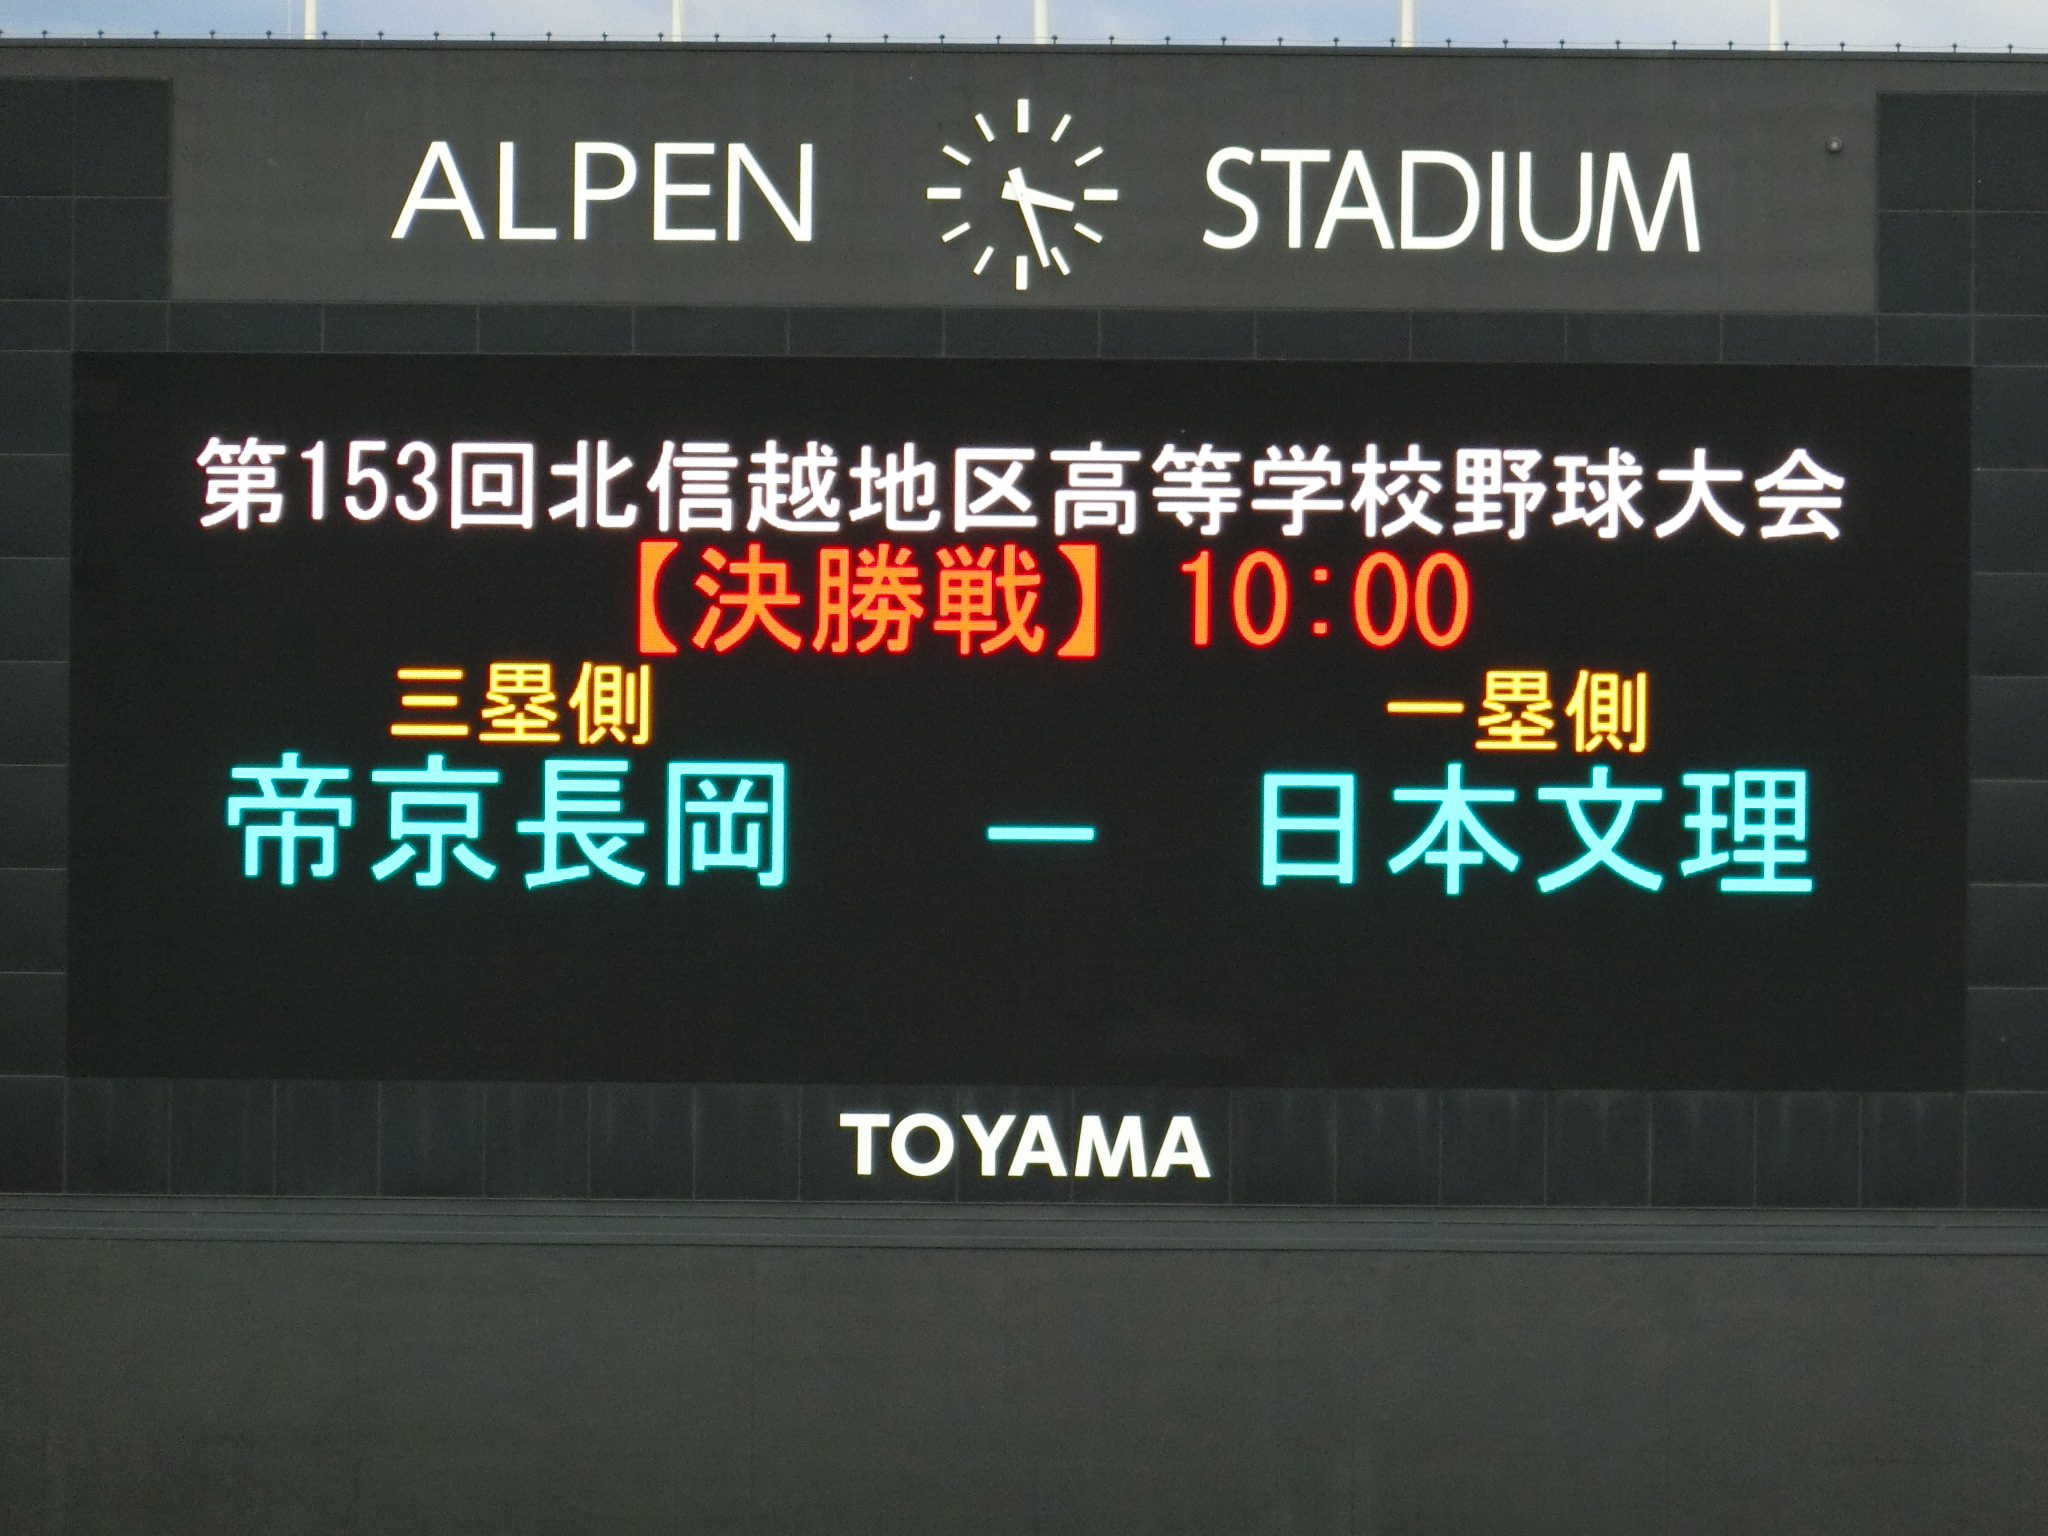 ALPEN STADIUM
第153回北信越地区高等学校野球大会
【決勝戦】 10:00
三塁側 一塁側
帝京長岡 － 日本文理
TOYAMA